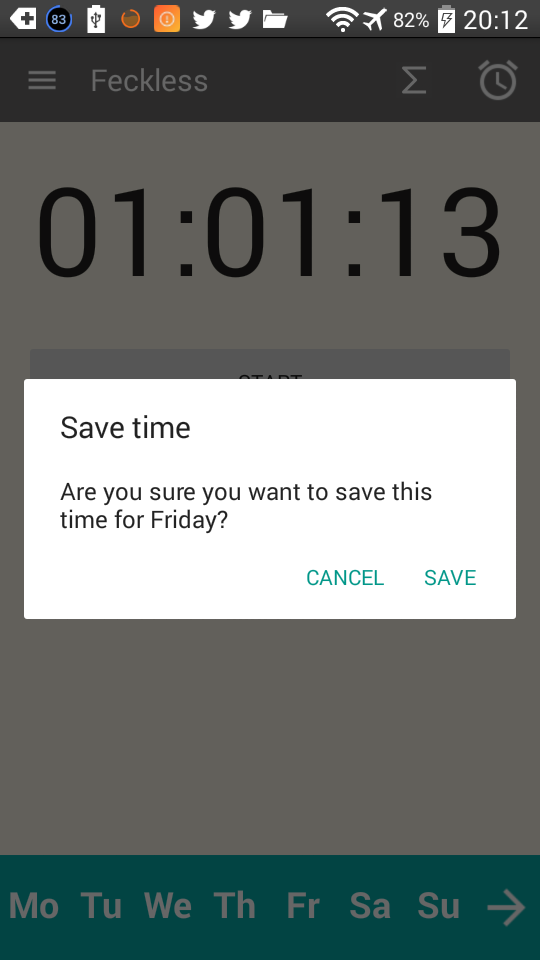 83 82% 20:12
Feckless Σ
01:01:13
START
Save time
Are you sure you want to save this
time for Friday?
CANCEL SAVE
Mo Tu We Th Fr Sa Su